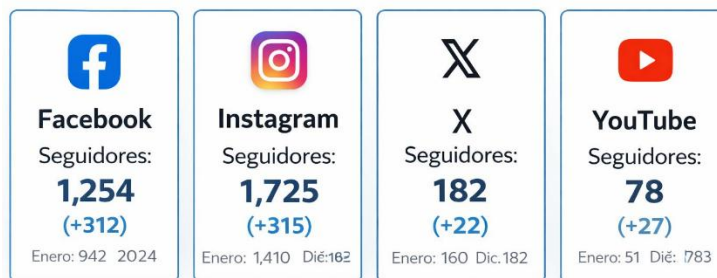 Facebook
Seguidores:
1,254
(+312)
Enero: 942 2024
Instagram
Seguidores:
1,725
(+315)
Enero: 1,410
X
Seguidores:
182
(+22)
Enero: 160 Dic.182
YouTube
Seguidores:
78
(+27)
Enero: 51